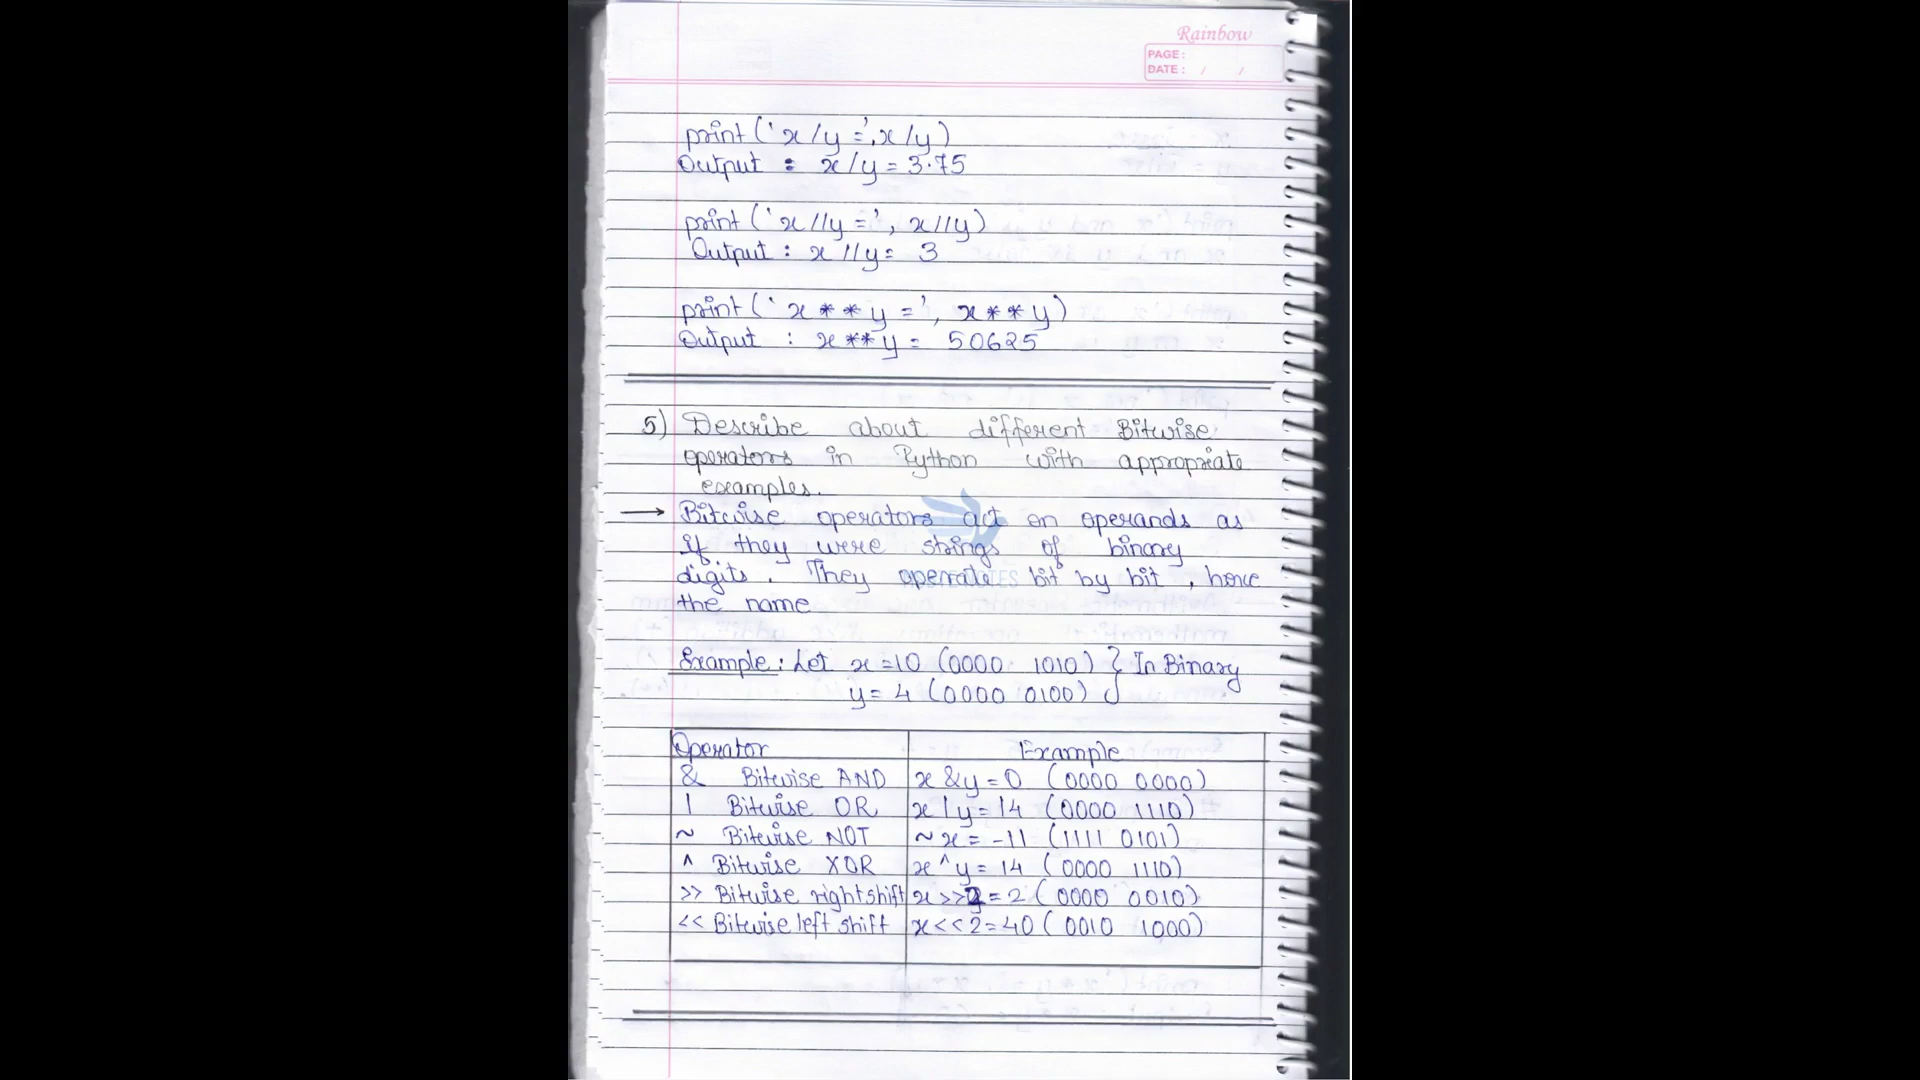 Rainbow
PAGE:
DATE: / /
print ('x/y =', x/y)
Output : x/y = 3.75
print ('x//y =', x//y)
Output : x//y = 3
print (' x**y =', x**y)
Output : x**y = 50625
5) Describe about different Bitwise
operators in Python with appropriate
examples.
→ Bitwise operators act on operands as
if they were strings of binary
digits. They operate bit by bit, hence
the name
Example : Let x = 10 (0000 1010) } In Binary
y = 4 (0000 0100)
Operator Example
& Bitwise AND x & y = 0 (0000 0000)
| Bitwise OR x | y = 14 (0000 1110)
~ Bitwise NOT ~x = -11 (1111 0101)
^ Bitwise XOR x ^ y = 14 (0000 1110)
>> Bitwise right shift x >> 2 = 2 (0000 0010)
<< Bitwise left shift x << 2 = 40 (0010 1000)